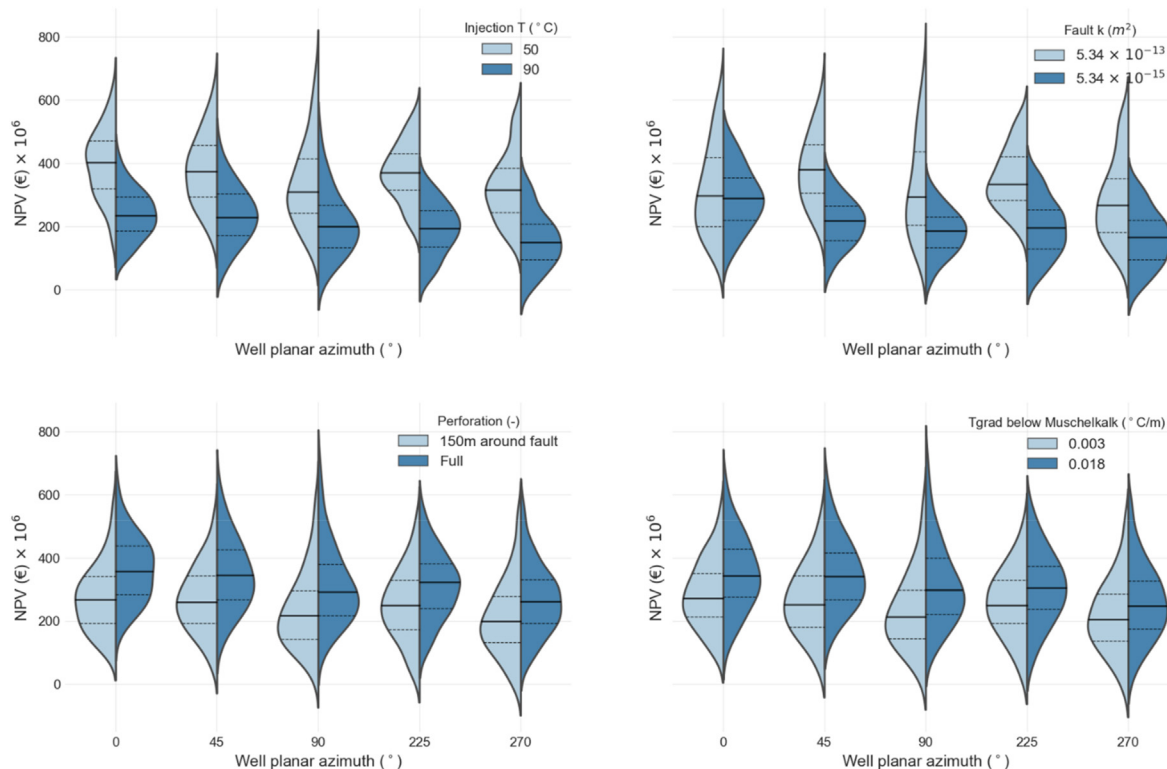 Injection T (°C)
50
90
800
600
400
200
0
NPV (€) × 10⁶
Well planar azimuth (°)
Fault k (m²)
5.34 × 10⁻¹³
5.34 × 10⁻¹⁵
NPV (€) × 10⁶
Well planar azimuth (°)
Perforation (-)
150m around fault
Full
800
600
400
200
0
NPV (€) × 10⁶
0 45 90 225 270
Well planar azimuth (°)
Tgrad below Muschelkalk (°C/m)
0.003
0.018
NPV (€) × 10⁶
0 45 90 225 270
Well planar azimuth (°)